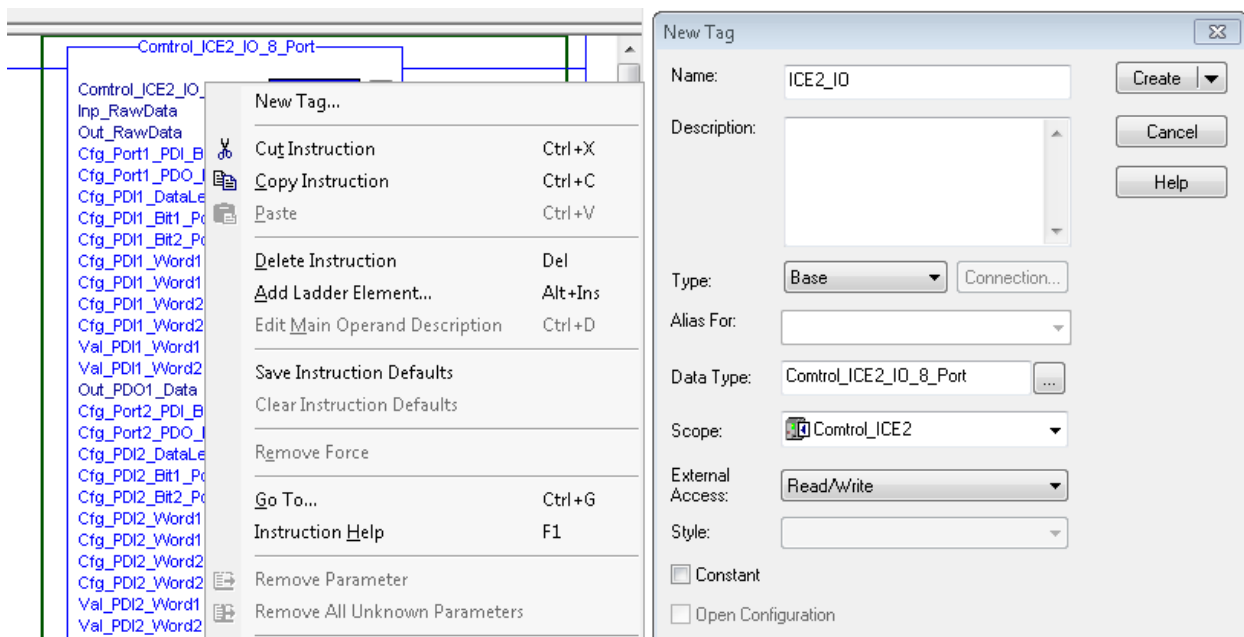 Comtrol_ICE2_IO_8_Port
Comtrol_ICE2_IO_
Inp_RawData
Out_RawData
Cfg_Port1_PDI_B
Cfg_Port1_PDO_
Cfg_PDI1_DataLe
Cfg_PDI1_Bit1_Po
Cfg_PDI1_Bit2_Po
Cfg_PDI1_Word1
Cfg_PDI1_Word1
Cfg_PDI1_Word2
Cfg_PDI1_Word2
Val_PDI1_Word1
Val_PDI1_Word2
Out_PDO1_Data
Cfg_Port2_PDI_B
Cfg_Port2_PDO_
Cfg_PDI2_DataLe
Cfg_PDI2_Bit1_Po
Cfg_PDI2_Bit2_Po
Cfg_PDI2_Word1
Cfg_PDI2_Word1
Cfg_PDI2_Word2
Cfg_PDI2_Word2
Val_PDI2_Word1
Val_PDI2_Word2
New Tag...
Cut Instruction Ctrl+X
Copy Instruction Ctrl+C
Paste Ctrl+V
Delete Instruction Del
Add Ladder Element... Alt+Ins
Edit Main Operand Description Ctrl+D
Save Instruction Defaults
Clear Instruction Defaults
Remove Force
Go To... Ctrl+G
Instruction Help F1
Remove Parameter
Remove All Unknown Parameters
New Tag
Name: ICE2_IO Create
Description: Cancel
Help
Type: Base Connection...
Alias For:
Data Type: Comtrol_ICE2_IO_8_Port ...
Scope: Comtrol_ICE2
External
Access: Read/Write
Style:
Constant
Open Configuration